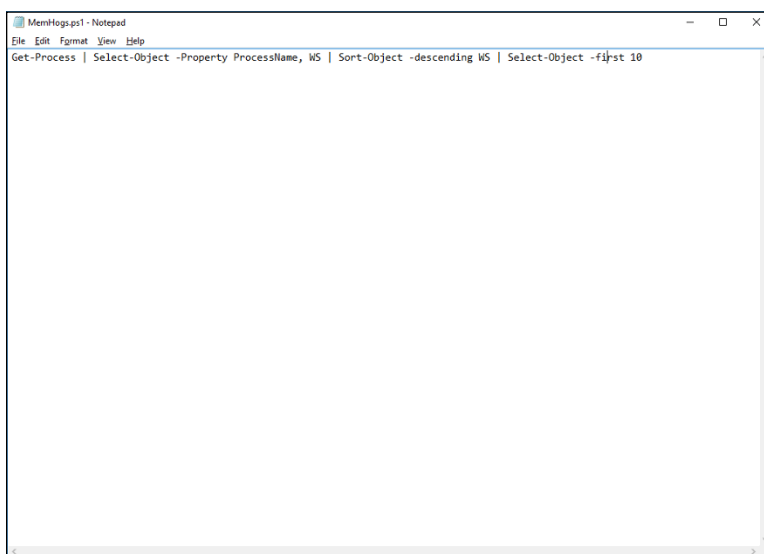 MemHogs.ps1 - Notepad
File Edit Format View Help
Get-Process | Select-Object -Property ProcessName, WS | Sort-Object -descending WS | Select-Object -first 10